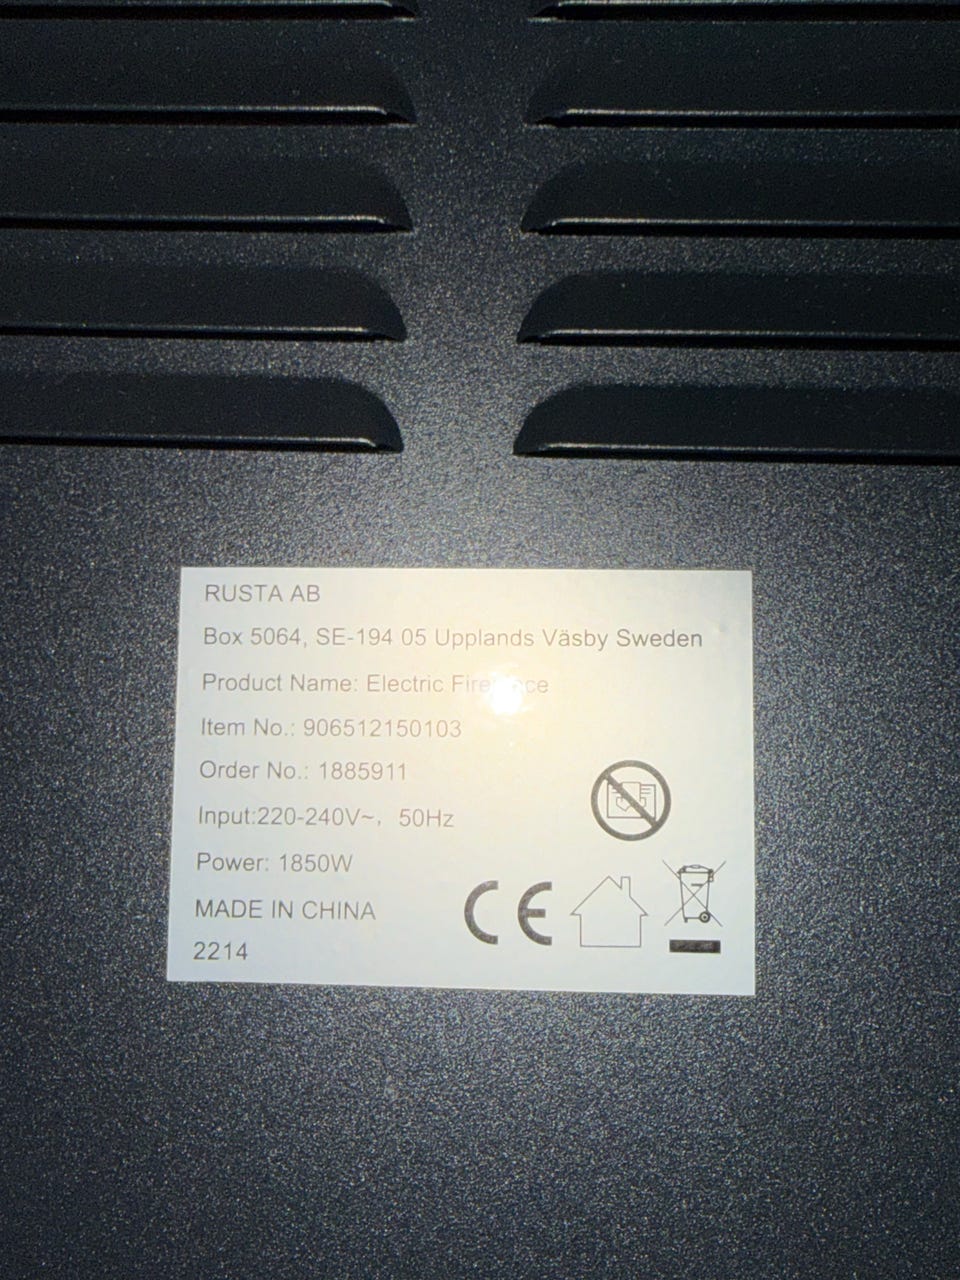 RUSTA AB
Box 5064, SE-194 05 Upplands Väsby Sweden
Product Name: Electric
Item No.: 906512150103
Order No.: 1885911
Input:220-240V~, 50Hz
Power: 1850W
MADE IN CHINA
2214
CE